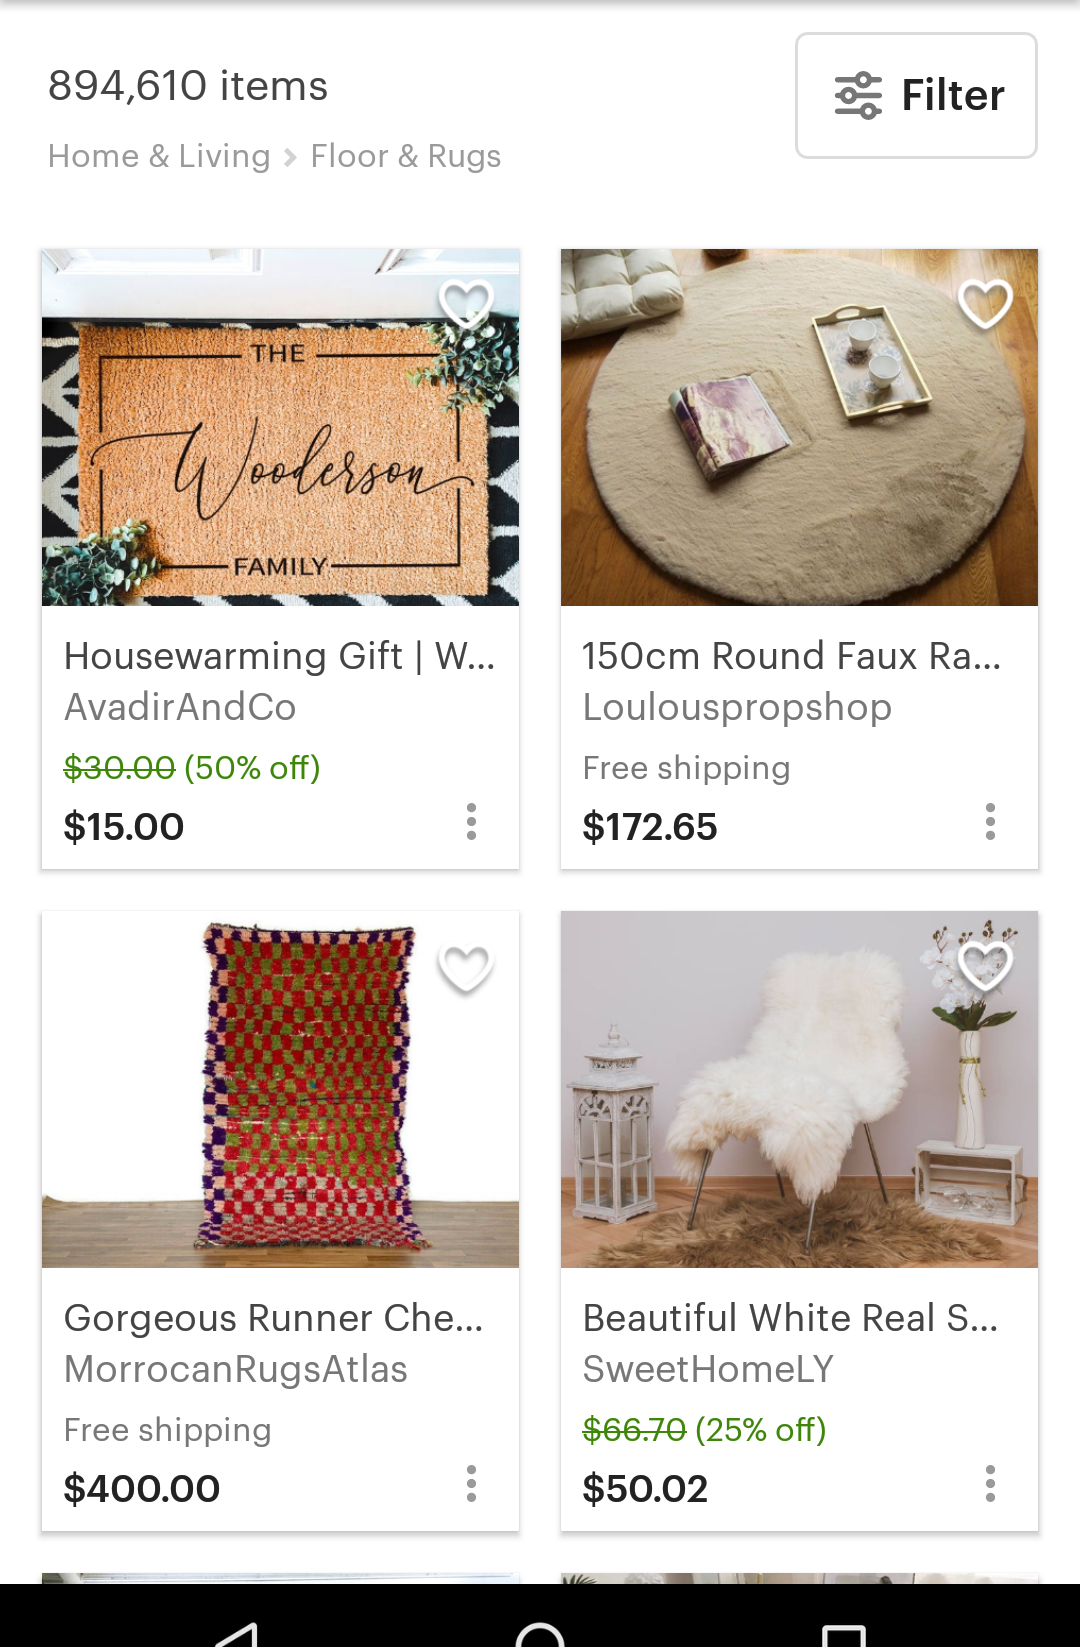 894,610 items
Filter
Home & Living > Floor & Rugs
THE
Wooderson
FAMILY
Housewarming Gift | W...
AvadirAndCo
$30.00 (50% off)
$15.00
150cm Round Faux Ra...
Louloupropshop
Free shipping
$172.65
Gorgeous Runner Che...
MorrocanRugsAtlas
Free shipping
$400.00
Beautiful White Real S...
SweetHomeLY
$66.70 (25% off)
$50.02